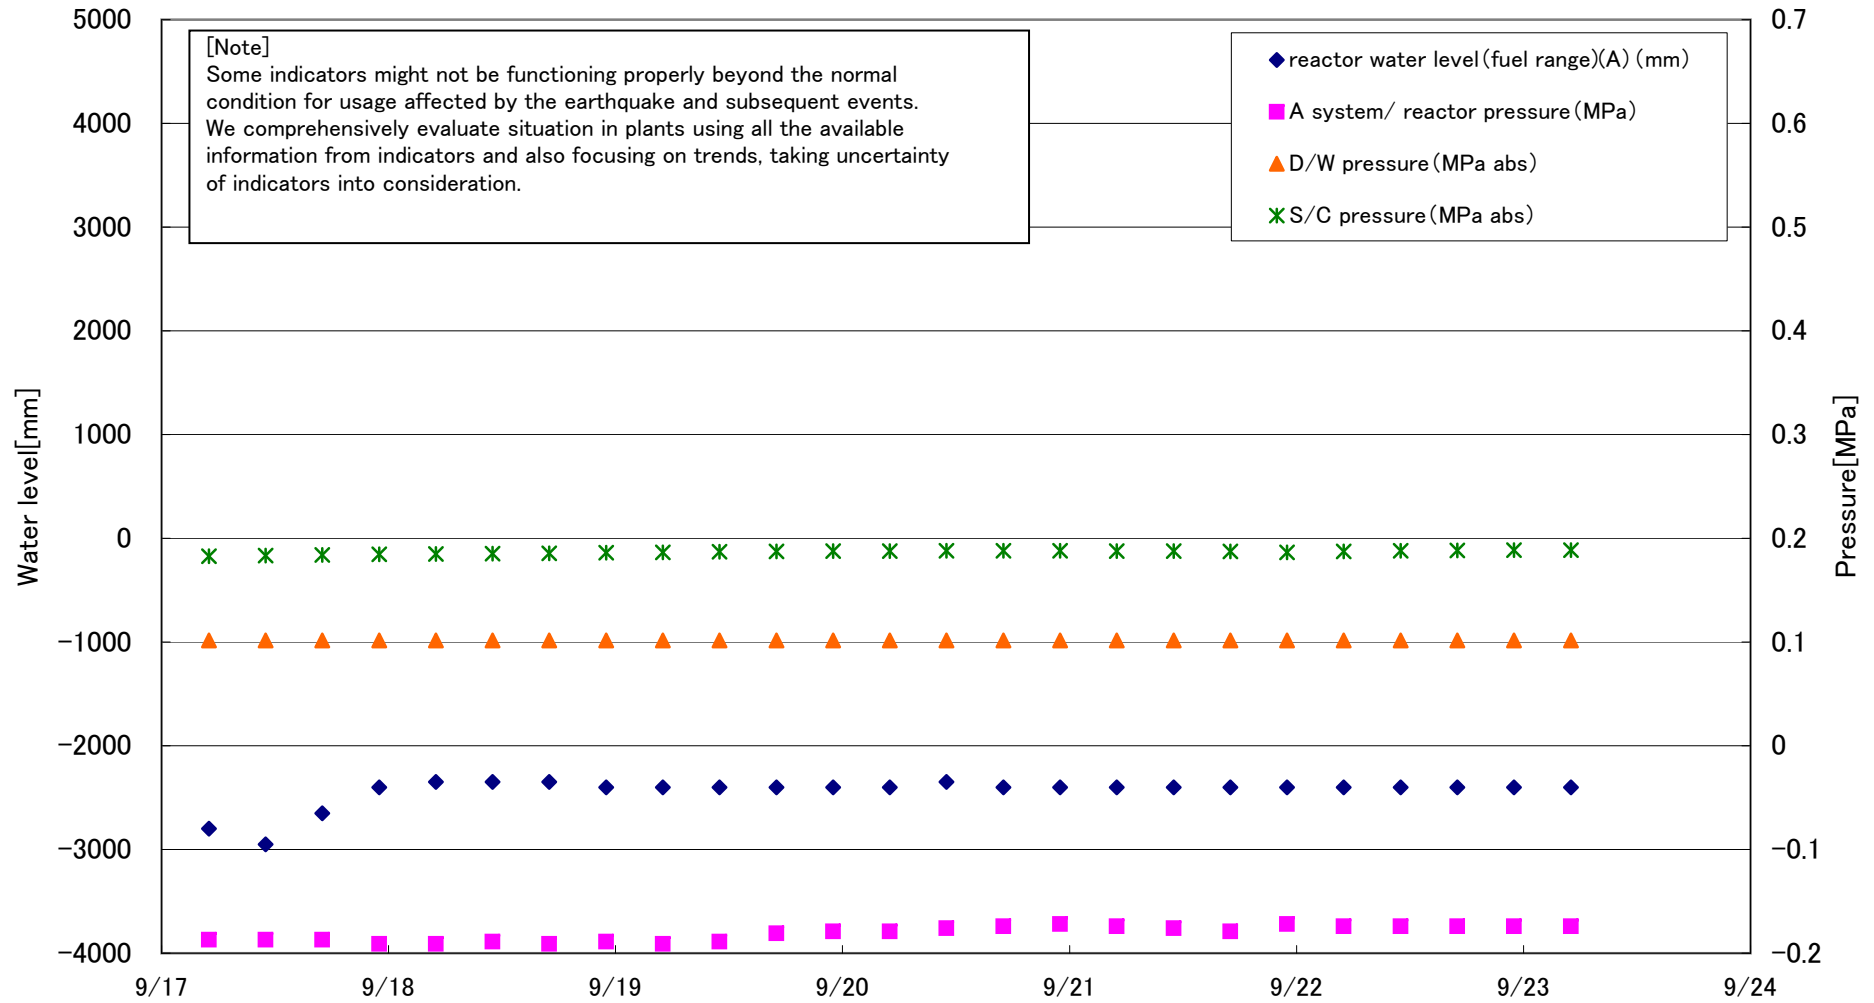 5000
4000
3000
2000
1000
0
-1000
-2000
-3000
-4000
Water level[mm]
[Note]
Some indicators might not be functioning properly beyond the normal
condition for usage affected by the earthquake and subsequent events.
We comprehensively evaluate situation in plants using all the available
information from indicators and also focusing on trends, taking uncertainty
of indicators into consideration.
reactor water level(fuel range)(A) (mm)
A system/ reactor pressure(MPa)
D/W pressure(MPa abs)
S/C pressure(MPa abs)
0.7
0.6
0.5
0.4
0.3
0.2
0.1
0
-0.1
-0.2
Pressure[MPa]
9/17 9/18 9/19 9/20 9/21 9/22 9/23 9/24